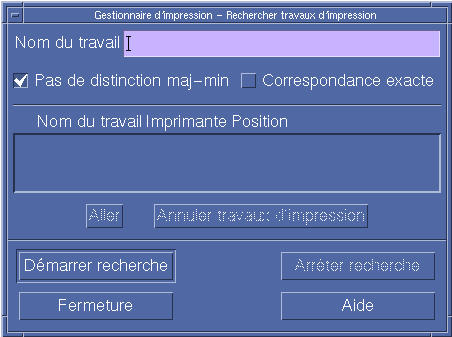 Gestionnaire d'impression - Rechercher travaux d'impression
Nom du travail
Pas de distinction maj-min Correspondance exacte
Nom du travail Imprimante Position
Aller Annuler travaux d'impression
Démarrer recherche Arrêter recherche
Fermeture Aide